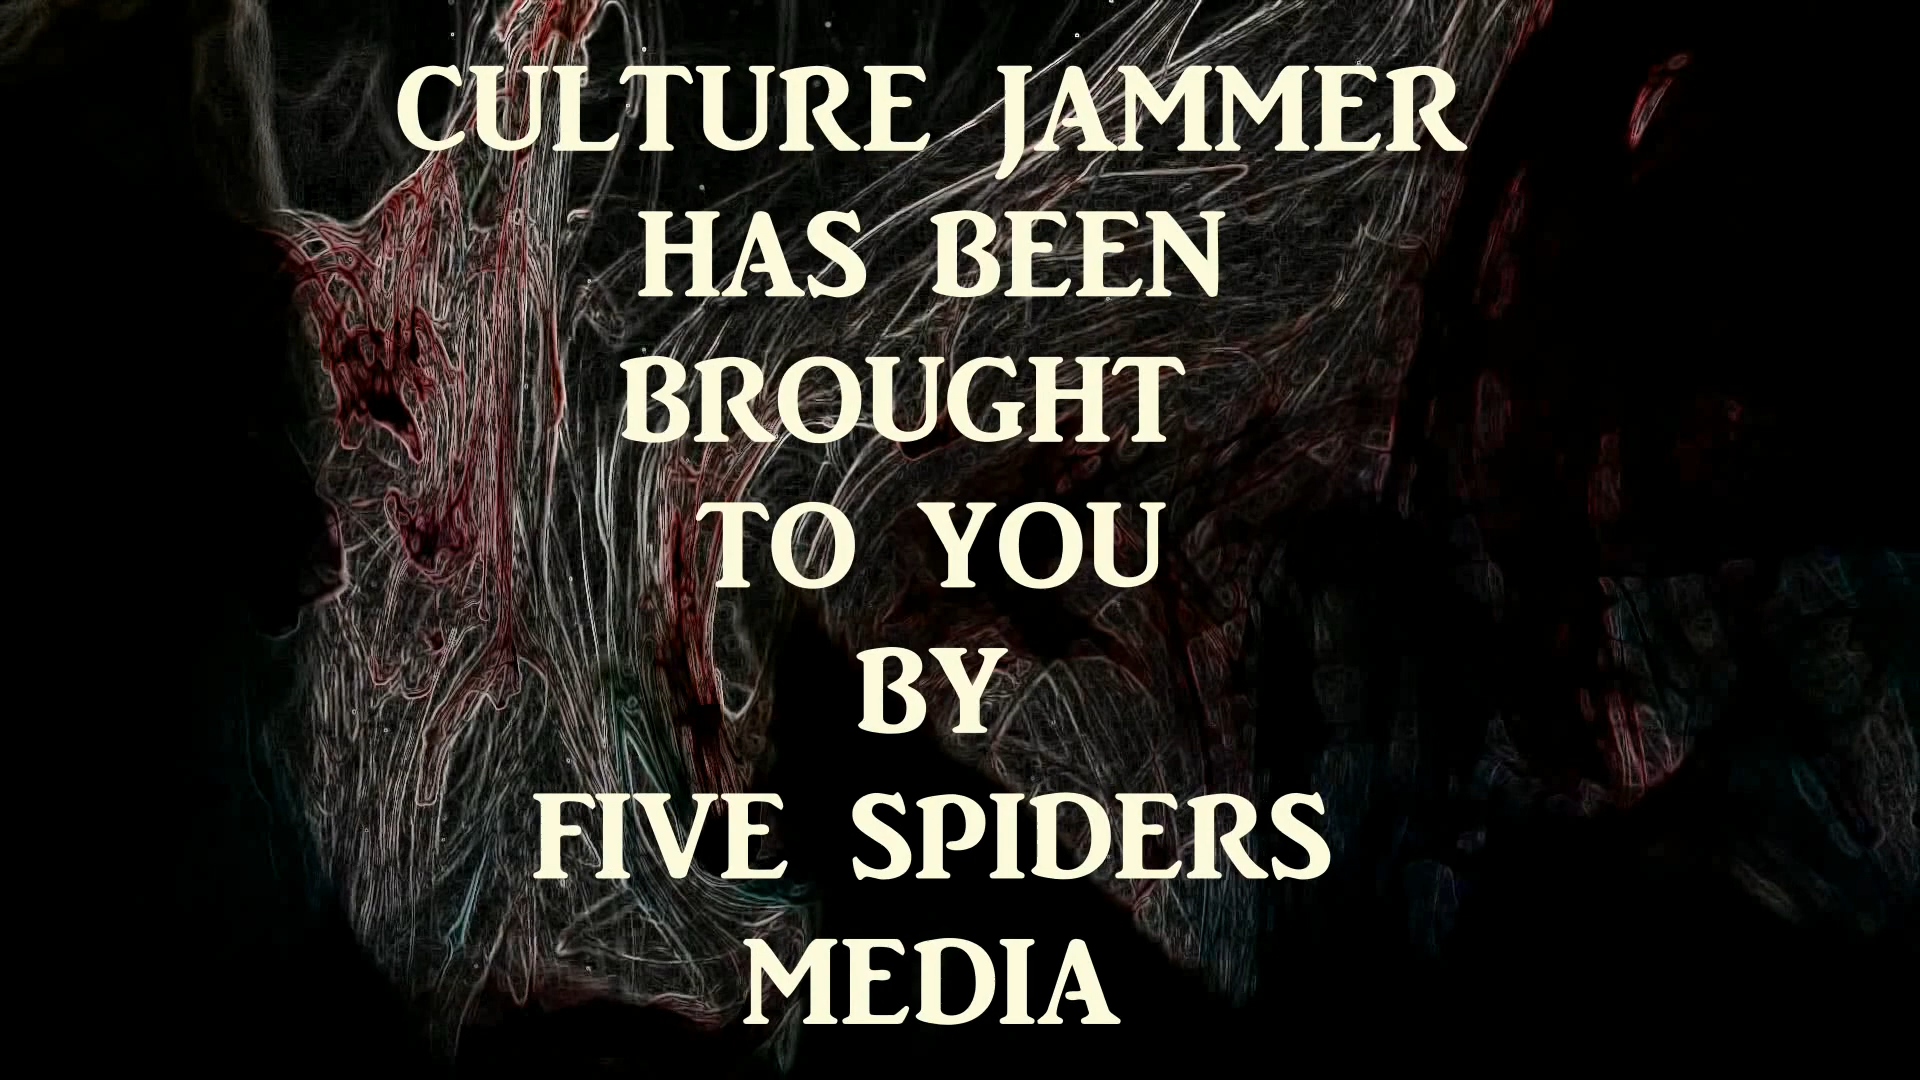 CULTURE JAMMER
HAS BEEN
BROUGHT
TO YOU
BY
FIVE SPIDERS
MEDIA